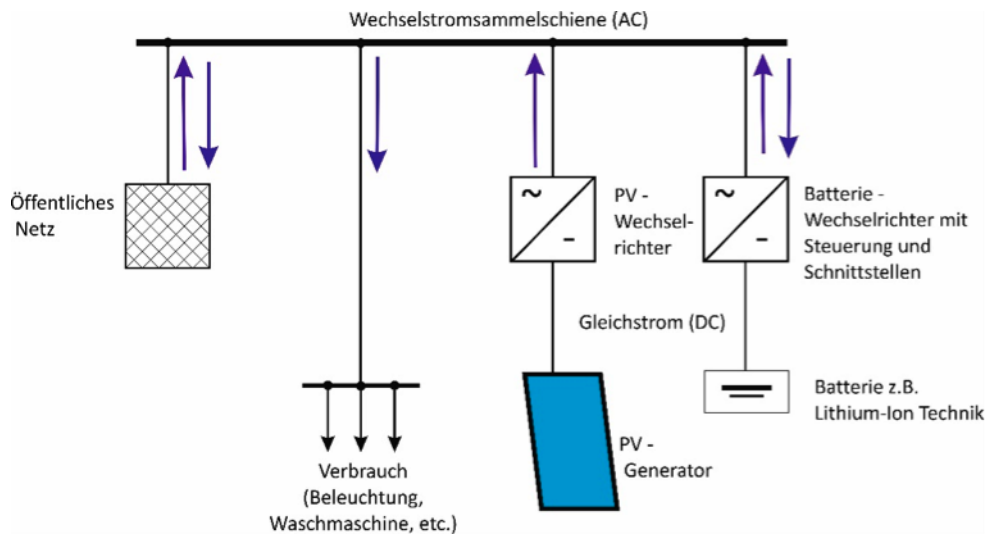 Wechselstromsammelschiene (AC)
Öffentliches
Netz
~
-
PV -
Wechsel-
richter
~
-
Batterie -
Wechselrichter mit
Steuerung und
Schnittstellen
Gleichstrom (DC)
Batterie z.B.
Lithium-Ion Technik
PV -
Generator
Verbrauch
(Beleuchtung,
Waschmaschine, etc.)